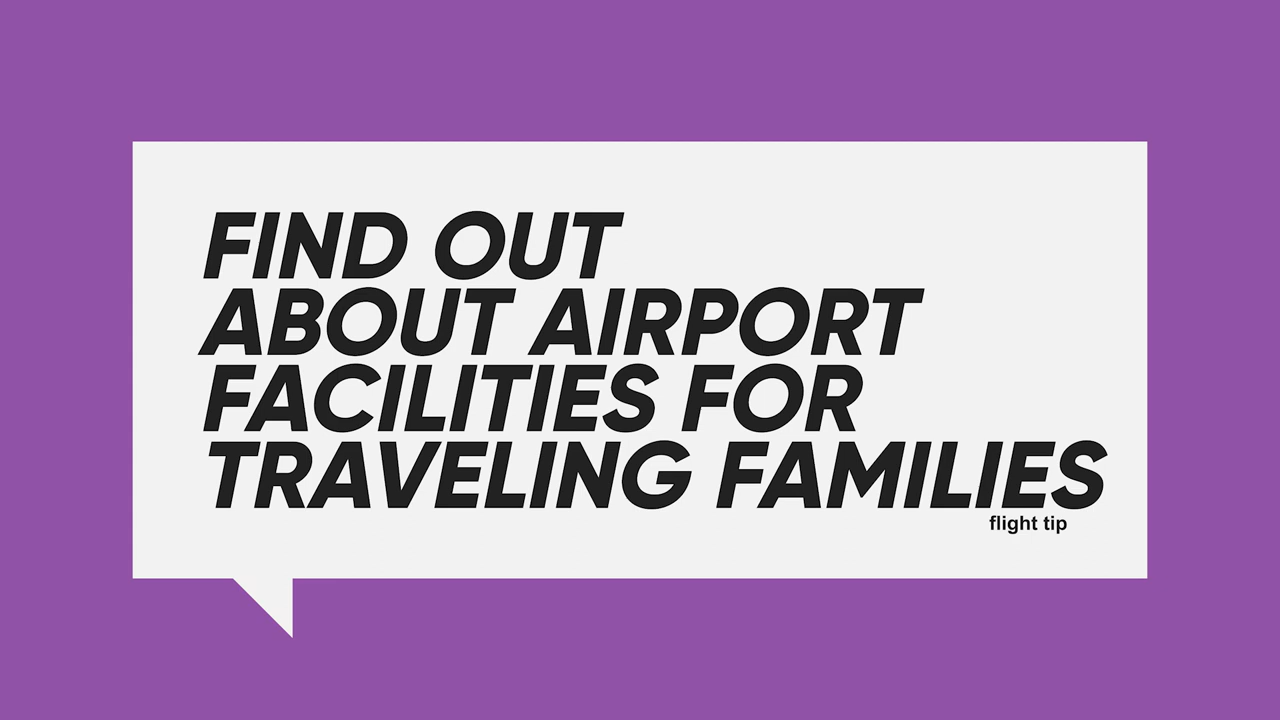 FIND OUT
ABOUT AIRPORT
FACILITIES FOR
TRAVELING FAMILIES
flight tip